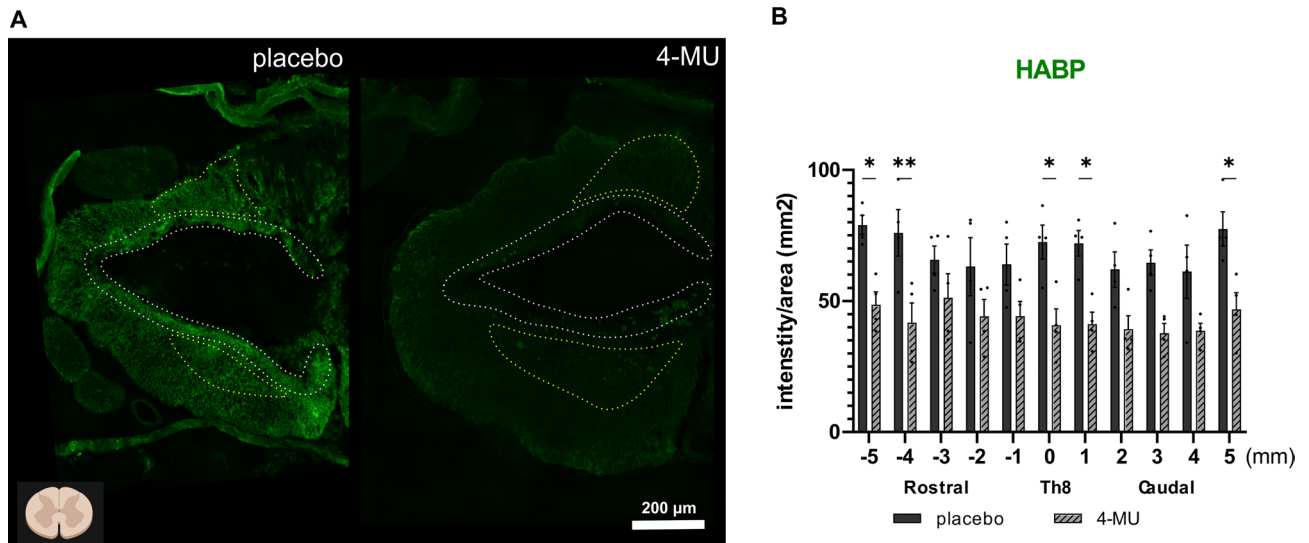 A
placebo
4-MU
200 µm
B
HABP
intenstity/area (mm2)
100
50
0
* ** * * *
-5 -4 -3 -2 -1 0 1 2 3 4 5 (mm)
Rostral Th8 Caudal
placebo 4-MU